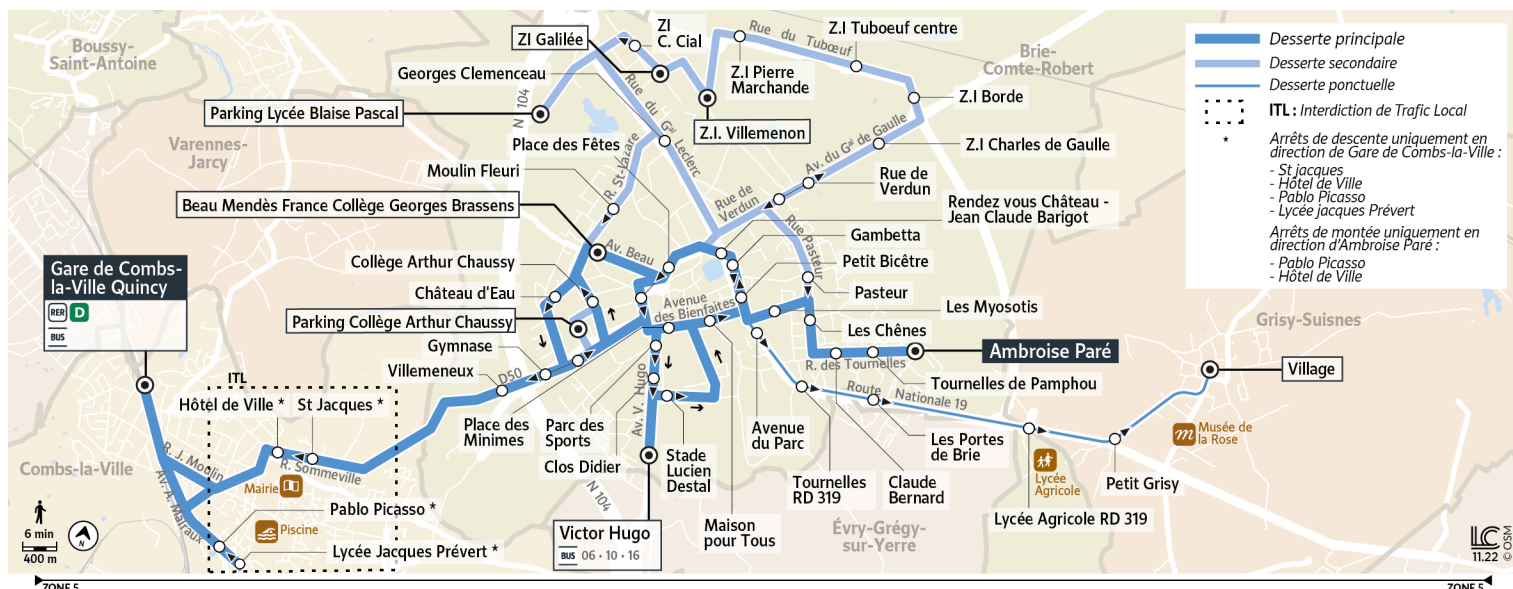 Boussy-
Saint-Antoine
ZI Galilée
ZI
C. Cial
Rue du Tubœuf
Z.I Tuboeuf centre
Brie-
Comte-Robert
Georges Clemenceau
Z.I Pierre
Marchande
Z.I Borde
Parking Lycée Blaise Pascal
N 104
Rue du Gal Leclerc
Z.I. Villemenon
Varennes-
Jarcy
Place des Fêtes
Av. du Gal de Gaulle
Z.I Charles de Gaulle
Moulin Fleuri
R. St-Lazare
Rue de
Verdun
Rue de
Verdun
Beau Mendès France Collège Georges Brassens
Rendez vous Château -
Jean Claude Barigot
Rue Pasteur
Gambetta
Av. Beau
Collège Arthur Chaussy
Petit Bicêtre
Gare de Combs-
la-Ville Quincy
RER D
BUS
Château d'Eau
Avenue
des Bienfaites
Pasteur
Les Myosotis
Parking Collège Arthur Chaussy
Les Chênes
Gymnase
Ambroise Paré
R. des Tournelles
Villemeneux
D50
Tournelles de Pamphou
Grisy-Suisnes
Village
ITL
Hôtel de Ville *
St Jacques *
Av. V. Hugo
Route Nationale 19
Place des
Minimes
Parc des
Sports
Avenue
du Parc
Les Portes
de Brie
Musée de
la Rose
R. J. Moulin
R. Sommeville
Clos Didier
Stade
Lucien
Destal
Tournelles
RD 319
Claude
Bernard
Lycée
Agricole
Petit Grisy
Combs-la-Ville
Av. A. Malraux
Mairie
N 104
Pablo Picasso *
Piscine
Lycée Agricole RD 319
Victor Hugo
BUS 06 • 10 • 16
Maison
pour Tous
Évry-Grégy-
sur-Yerre
Lycée Jacques Prévert *
6 min
400 m
N
Desserte principale
Desserte secondaire
Desserte ponctuelle
ITL : Interdiction de Trafic Local
* Arrêts de descente uniquement en
direction de Gare de Combs-la-Ville :
- St jacques
- Hôtel de Ville
- Pablo Picasso
- Lycée jacques Prévert
Arrêts de montée uniquement en
direction d'Ambroise Paré :
- Pablo Picasso
- Hôtel de Ville
LC
11.22
© OSM
ZONE 5
ZONE 5